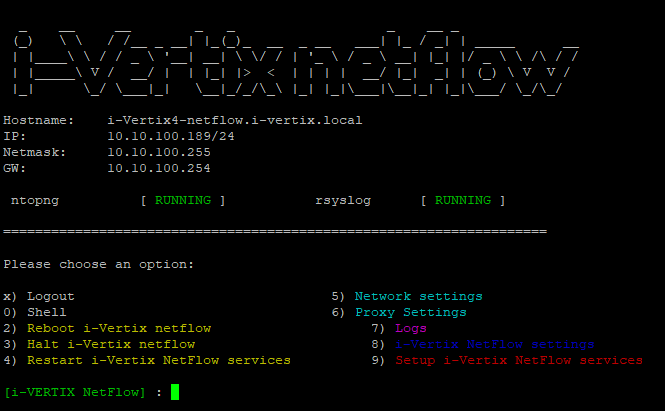 i-Vertix netflow
Hostname: i-Vertix4-netflow.i-vertix.local
IP: 10.10.100.189/24
Netmask: 10.10.100.255
GW: 10.10.100.254
ntopng [ RUNNING ] rsyslog [ RUNNING ]
====================================================================
Please choose an option:
x) Logout 5) Network settings
0) Shell 6) Proxy Settings
2) Reboot i-Vertix netflow 7) Logs
3) Halt i-Vertix netflow 8) i-Vertix NetFlow settings
4) Restart i-Vertix NetFlow services 9) Setup i-Vertix NetFlow services
[i-VERTIX NetFlow] :